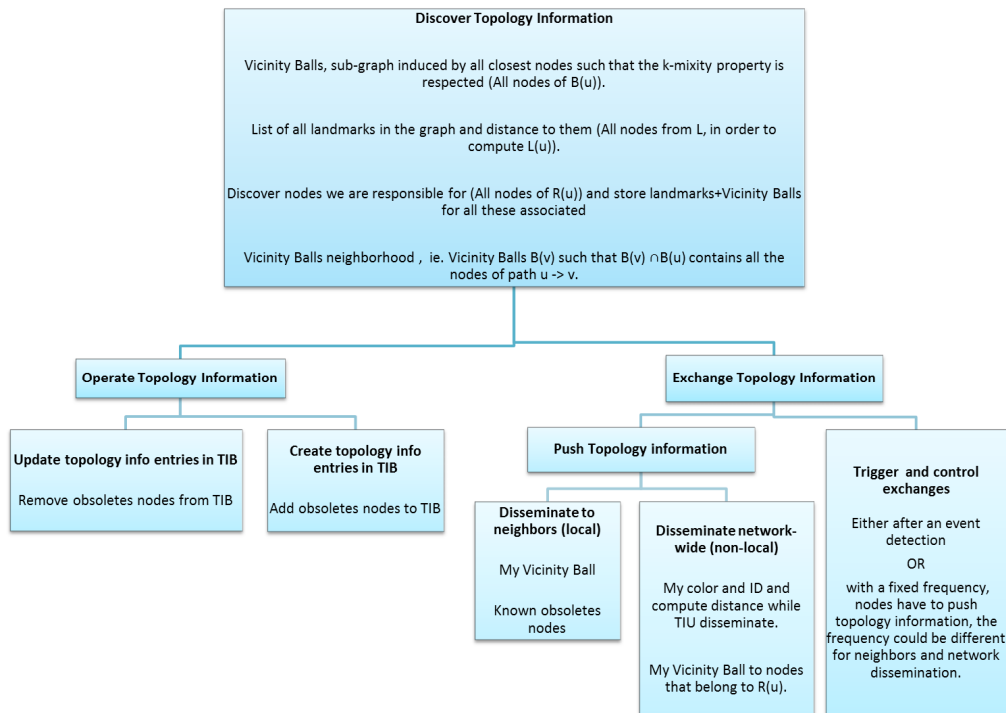 Discover Topology Information
Vicinity Balls, sub-graph induced by all closest nodes such that the k-mixity property is
respected (All nodes of B(u)).
List of all landmarks in the graph and distance to them (All nodes from L, in order to
compute L(u)).
Discover nodes we are responsible for (All nodes of R(u)) and store landmarks+Vicinity Balls
for all these associated
Vicinity Balls neighborhood , ie. Vicinity Balls B(v) such that B(v) ∩B(u) contains all the
nodes of path u -> v.
Operate Topology Information
Exchange Topology Information
Update topology info entries in TIB
Remove obsoletes nodes from TIB
Create topology info
entries in TIB
Add obsoletes nodes to TIB
Push Topology information
Disseminate to
neighbors (local)
My Vicinity Ball
Known obsoletes
nodes
Disseminate network-
wide (non-local)
My color and ID and
compute distance while
TIU disseminate.
My Vicinity Ball to nodes
that belong to R(u).
Trigger and control
exchanges
Either after an event
detection
OR
with a fixed frequency,
nodes have to push
topology information, the
frequency could be different
for neighbors and network
dissemination.